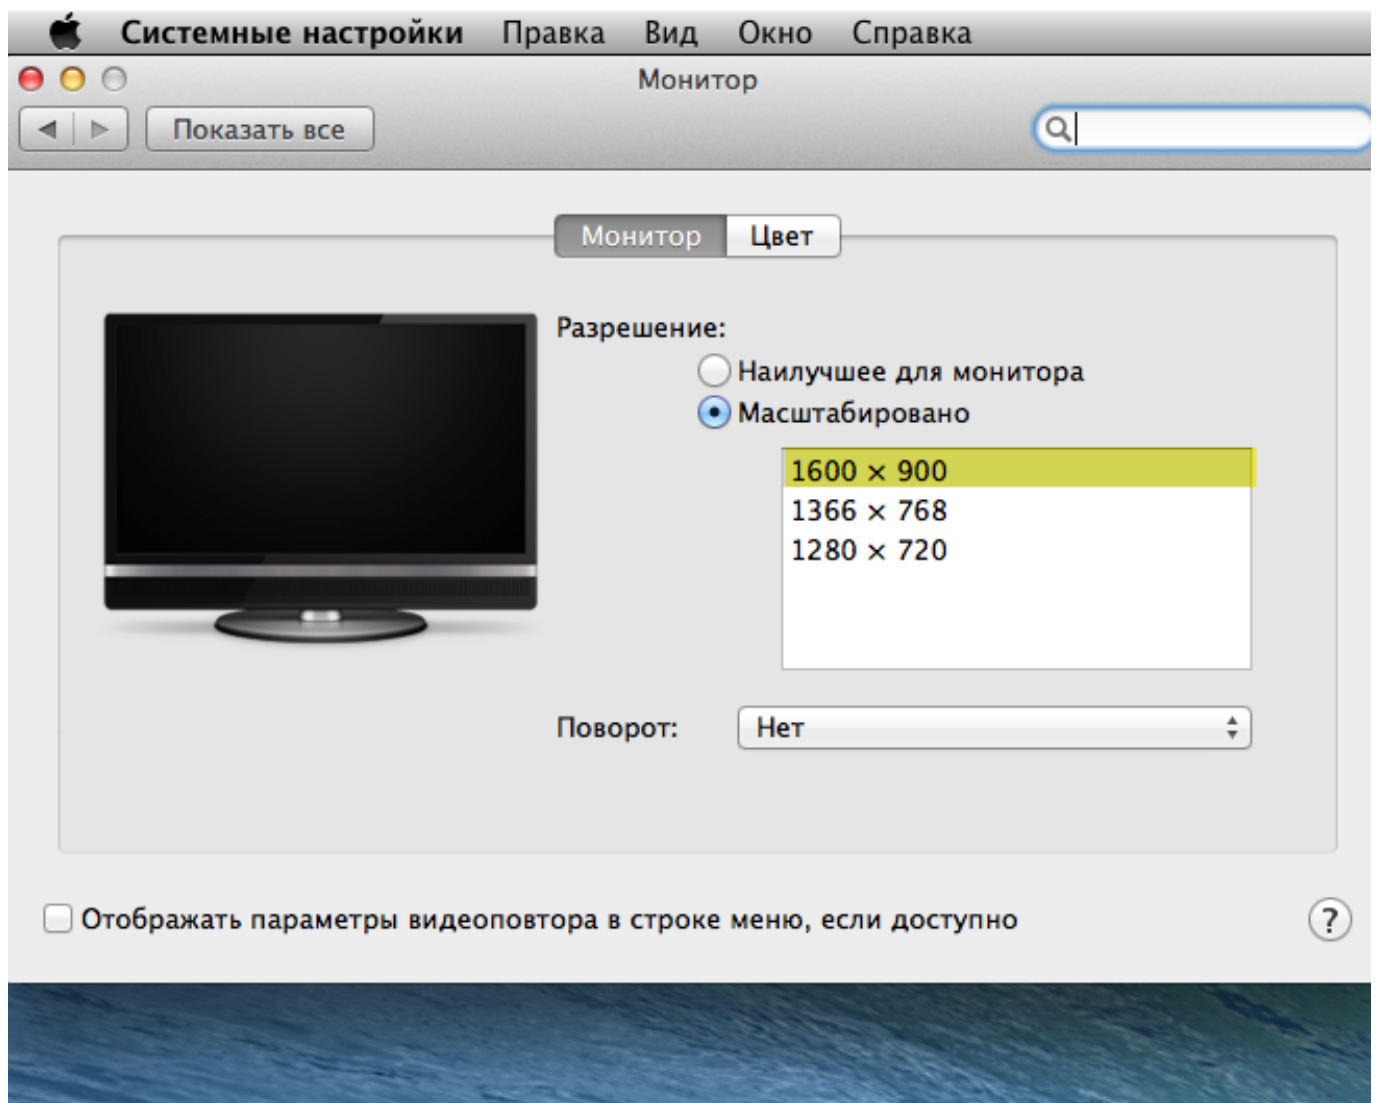 Системные настройки Правка Вид Окно Справка
Монитор
Показать все
Монитор Цвет
Разрешение:
Наилучшее для монитора
Масштабировано
1600 × 900
1366 × 768
1280 × 720
Поворот: Нет
Отображать параметры видеоповтора в строке меню, если доступно ?